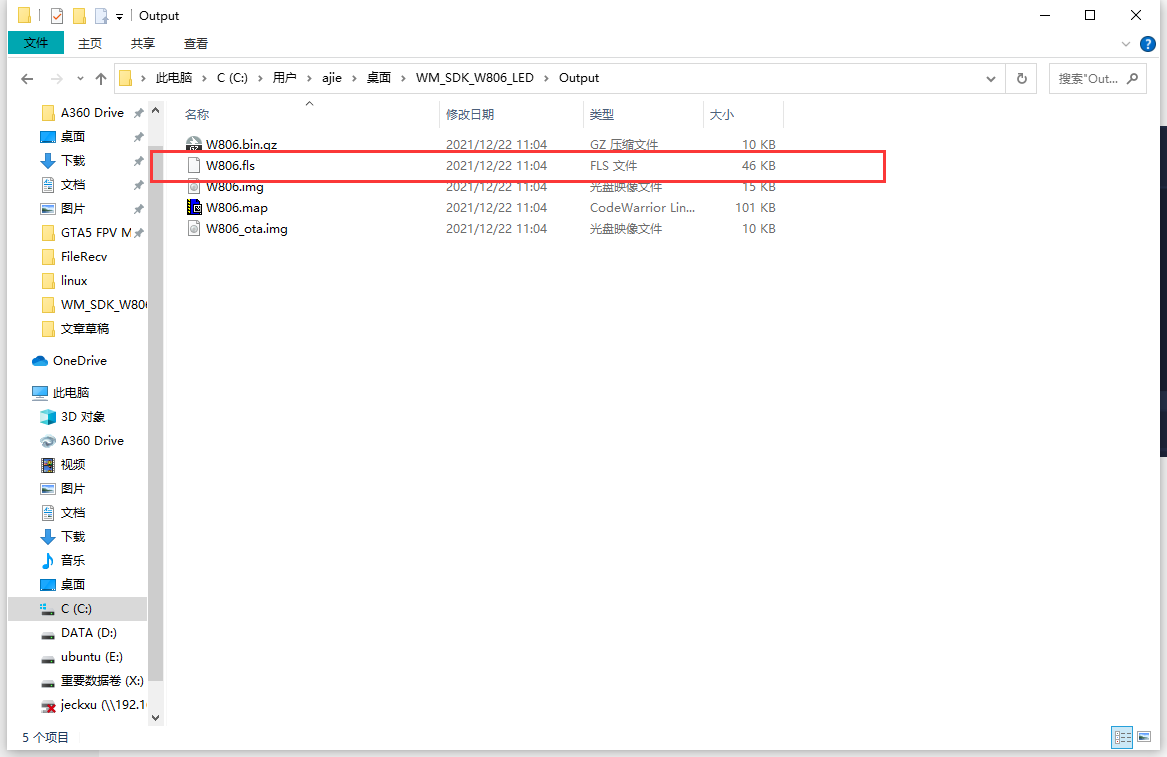 Output
文件 主页 共享 查看
此电脑 C (C:) 用户 ajie 桌面 WM_SDK_W806_LED Output 搜索"Out...
名称 修改日期 类型 大小
W806.bin.gz 2021/12/22 11:04 GZ 压缩文件 10 KB
W806.fls 2021/12/22 11:04 FLS 文件 46 KB
W806.img 2021/12/22 11:04 光盘映像文件 15 KB
W806.map 2021/12/22 11:04 CodeWarrior Lin... 101 KB
W806_ota.img 2021/12/22 11:04 光盘映像文件 10 KB
A360 Drive
桌面
下载
文档
图片
GTA5 FPV M
FileRecv
linux
WM_SDK_W806
文章草稿
OneDrive
此电脑
3D 对象
A360 Drive
视频
图片
文档
下载
音乐
桌面
C (C:)
DATA (D:)
ubuntu (E:)
重要数据卷 (X:)
jeckxu (\\192.16
5 个项目